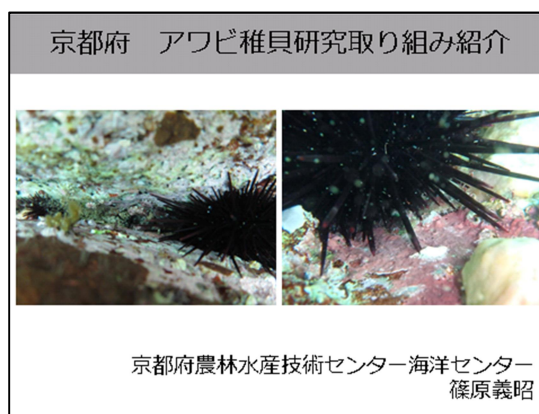 京都府　アワビ稚貝研究取り組み紹介
京都府農林水産技術センター海洋センター
篠原義昭